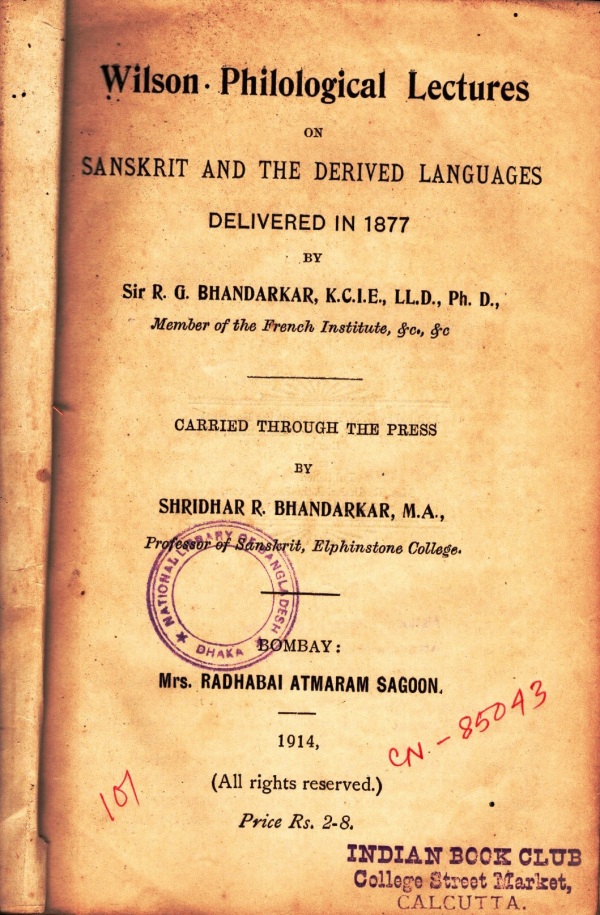 Wilson Philological Lectures
ON
SANSKRIT AND THE DERIVED LANGUAGES
DELIVERED IN 1877
BY
Sir R. G. BHANDARKAR, K.C.I.E., LL.D., Ph. D.,
Member of the French Institute, &c., &c
CARRIED THROUGH THE PRESS
BY
SHRIDHAR R. BHANDARKAR, M.A.,
Professor of Sanskrit, Elphinstone College.
NATIONAL LIBRARY OF BANGLADESH
★ DHAKA ★
BOMBAY:
Mrs. RADHABAI ATMARAM SAGOON.
1914,
CN. - 85043
101
(All rights reserved.)
Price Rs. 2-8.
INDIAN BOOK CLUB
College Street Market,
CALCUTTA.